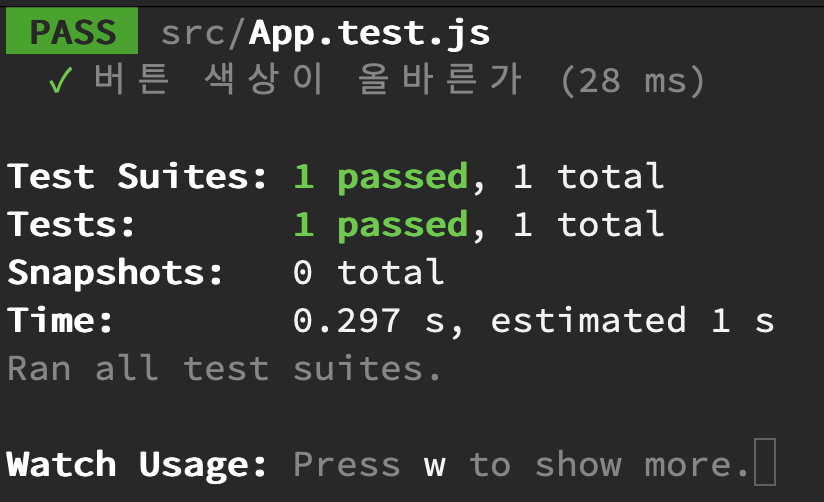 PASS src/App.test.js
✓ 버튼 색상이 올바른가 (28 ms)
Test Suites: 1 passed, 1 total
Tests: 1 passed, 1 total
Snapshots: 0 total
Time: 0.297 s, estimated 1 s
Ran all test suites.
Watch Usage: Press w to show more.